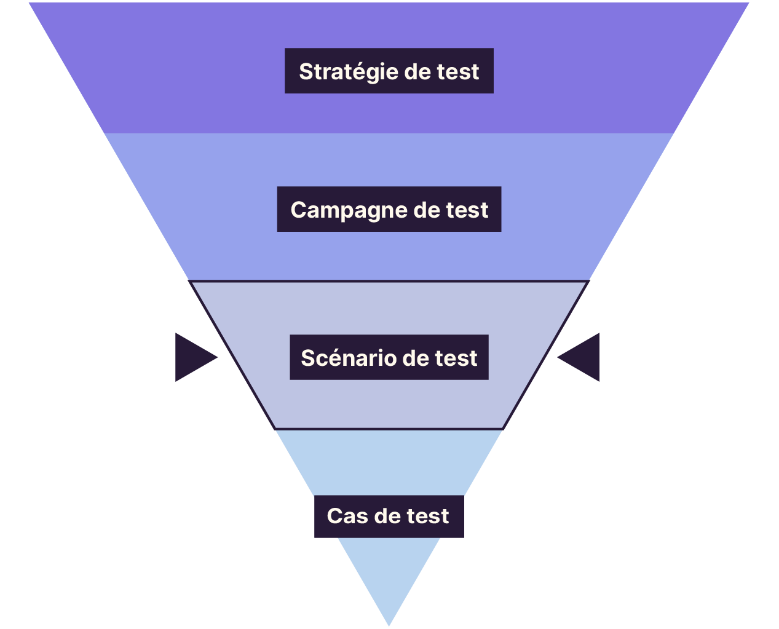 Stratégie de test
Campagne de test
Scénario de test
Cas de test